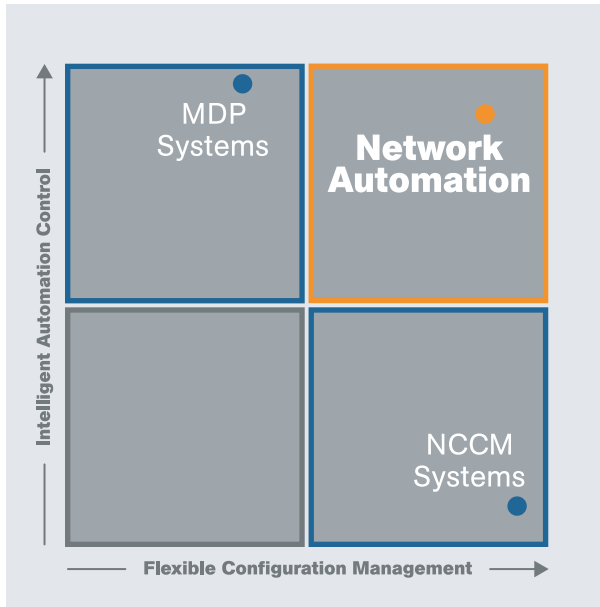 MDP
Systems
Network
Automation
Intelligent Automation Control
NCCM
Systems
Flexible Configuration Management